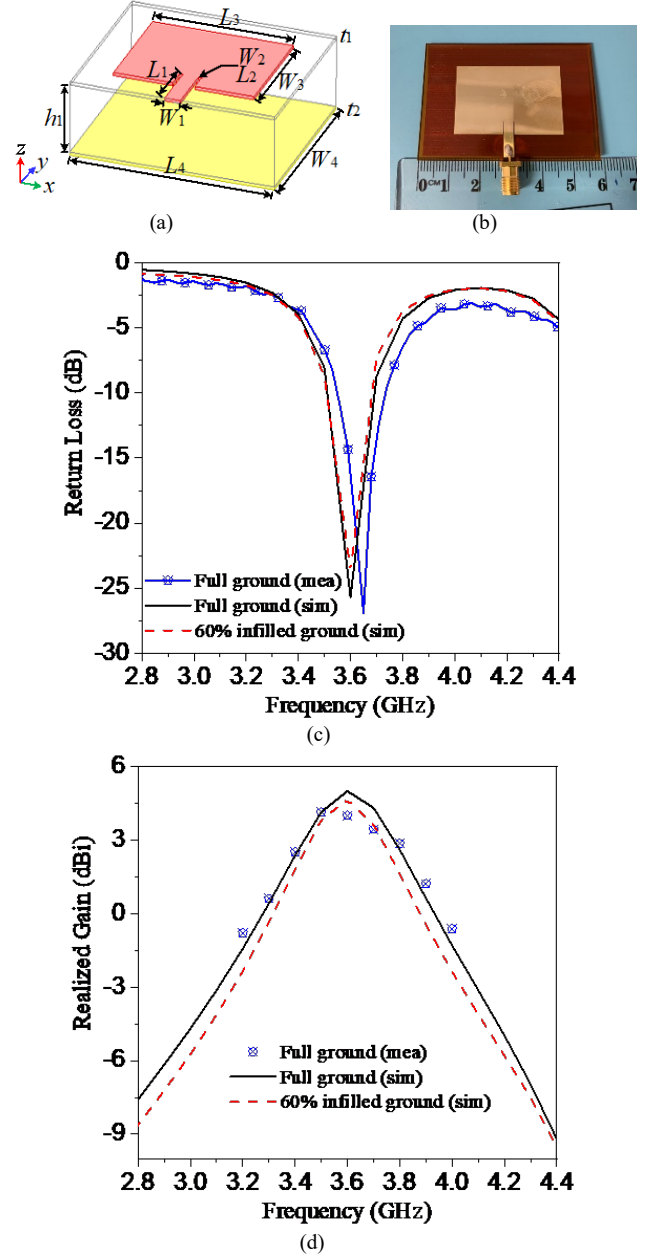 L3
t1
W2
L1
L2
W3
h1
W1
t2
z
y
x
L4
W4
(a)
0 CM 1 2 3 4 5 6 7
(b)
0
-5
-10
-15
-20
-25
-30
Return Loss (dB)
Full ground (mea)
Full ground (sim)
60% infilled ground (sim)
2.8 3.0 3.2 3.4 3.6 3.8 4.0 4.2 4.4
Frequency (GHz)
(c)
6
3
0
-3
-6
-9
Realized Gain (dBi)
Full ground (mea)
Full ground (sim)
60% infilled ground (sim)
2.8 3.0 3.2 3.4 3.6 3.8 4.0 4.2 4.4
Frequency (GHz)
(d)